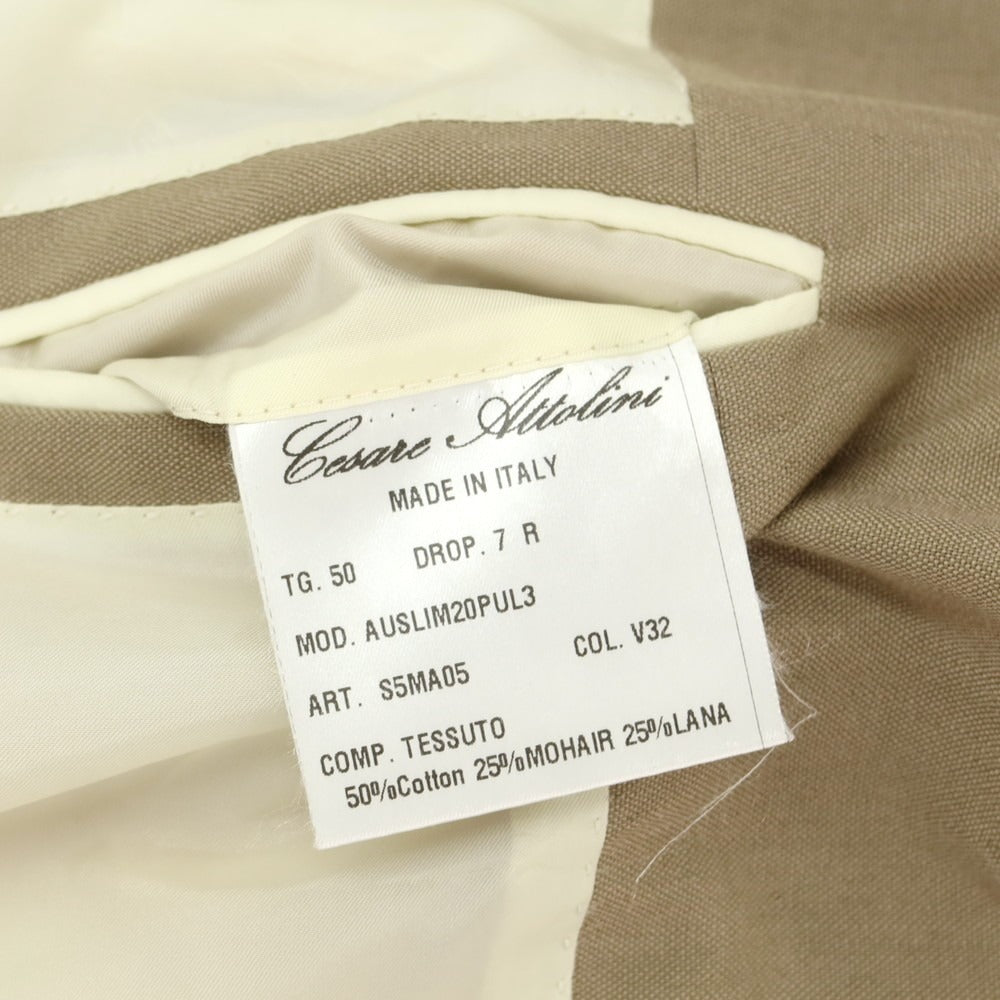 Cesare Attolini
MADE IN ITALY
TG. 50 DROP. 7 R
MOD. AUSLIM20PUL3
ART. S5MA05 COL. V32
COMP. TESSUTO
50%Cotton 25%MOHAIR 25%LANA